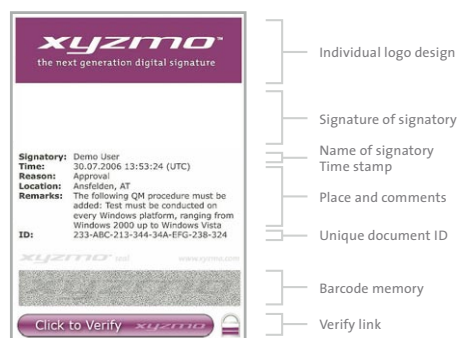 xyzmo™
the next generation digital signature
Individual logo design
Signature of signatory
Name of signatory
Time stamp
Signatory: Demo User
Time: 30.07.2006 13:53:24 (UTC)
Reason: Approval
Location: Ansfelden, AT
Remarks: The following QM procedure must be
added: Test must be conducted on
every Windows platform, ranging from
Windows 2000 up to Windows Vista
ID: 233-ABC-213-344-34A-EFG-238-324
Place and comments
Unique document ID
xyzmo™ seal www.xyzmo.com
xyzmo
Barcode memory
Click to Verify xyzmo
Verify link